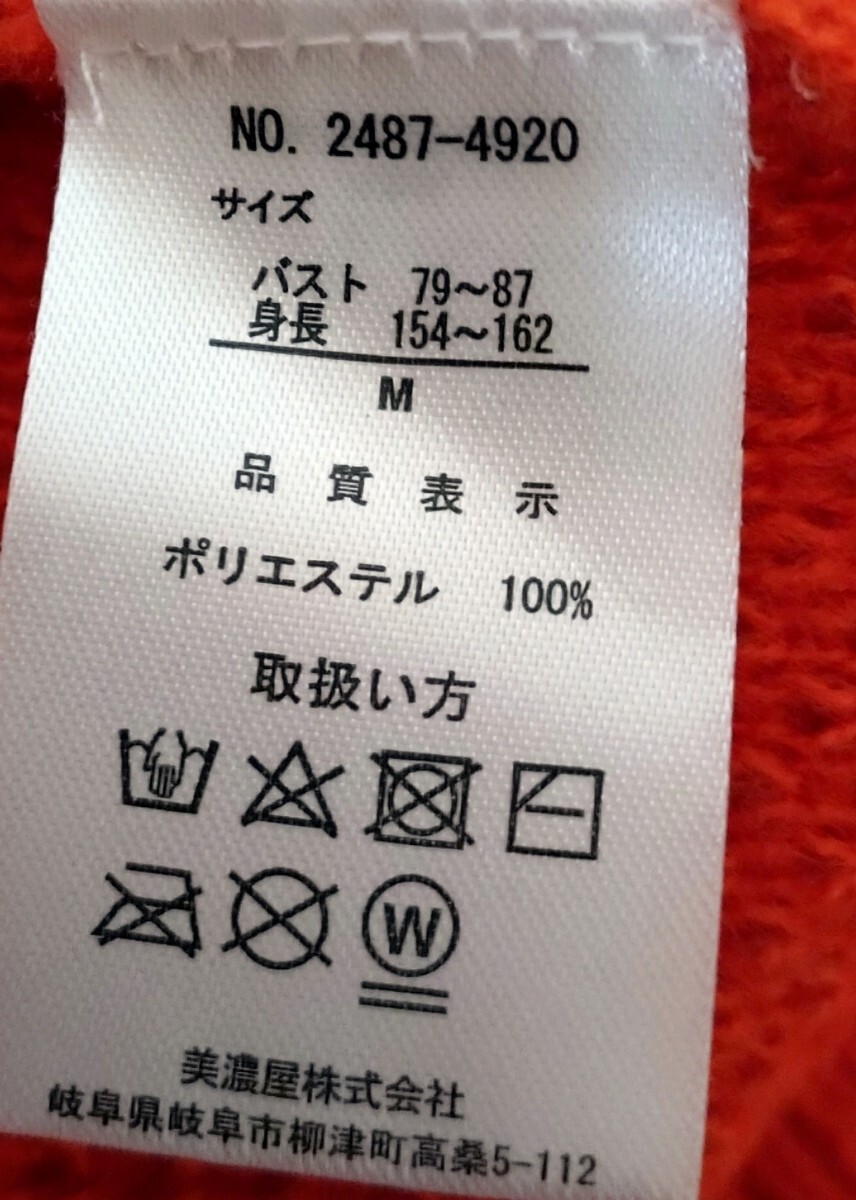 NO. 2487-4920
サイズ
バスト 79〜87
身長 154〜162
M
品質表示
ポリエステル 100%
取扱い方
W
美濃屋株式会社
岐阜県岐阜市柳津町高桑5-112